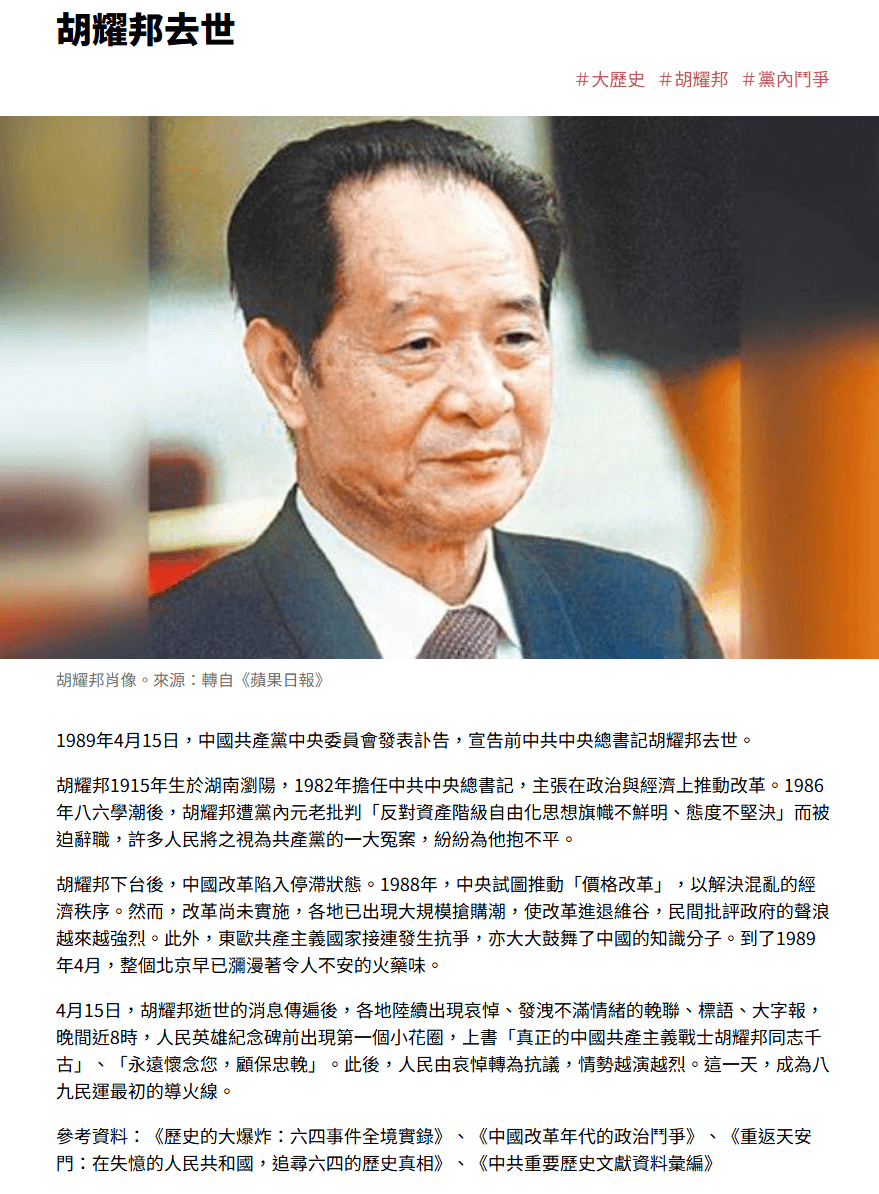 胡耀邦去世
＃大歷史 ＃胡耀邦 ＃黨內鬥爭
胡耀邦肖像。來源：轉自《蘋果日報》
1989年4月15日，中國共產黨中央委員會發表訃告，宣告前中共中央總書記胡耀邦去世。
胡耀邦1915年生於湖南瀏陽，1982年擔任中共中央總書記，主張在政治與經濟上推動改革。1986
年八六學潮後，胡耀邦遭黨內元老批判「反對資產階級自由化思想旗幟不鮮明、態度不堅決」而被
迫辭職，許多人民將之視為共產黨的一大冤案，紛紛為他抱不平。
胡耀邦下台後，中國改革陷入停滯狀態。1988年，中央試圖推動「價格改革」，以解決混亂的經
濟秩序。然而，改革尚未實施，各地已出現大規模搶購潮，使改革進退維谷，民間批評政府的聲浪
越來越強烈。此外，東歐共產主義國家接連發生抗爭，亦大大鼓舞了中國的知識分子。到了1989
年4月，整個北京早已瀰漫著令人不安的火藥味。
4月15日，胡耀邦逝世的消息傳遍後，各地陸續出現哀悼、發洩不滿情緒的輓聯、標語、大字報，
晚間近8時，人民英雄紀念碑前出現第一個小花圈，上書「真正的中國共產主義戰士胡耀邦同志千
古」、「永遠懷念您，顧保忠輓」。此後，人民由哀悼轉為抗議，情勢越演越烈。這一天，成為八
九民運最初的導火線。
參考資料：《歷史的大爆炸：六四事件全境實錄》、《中國改革年代的政治鬥爭》、《重返天安
門：在失憶的人民共和國，追尋六四的歷史真相》、《中共重要歷史文獻資料彙編》